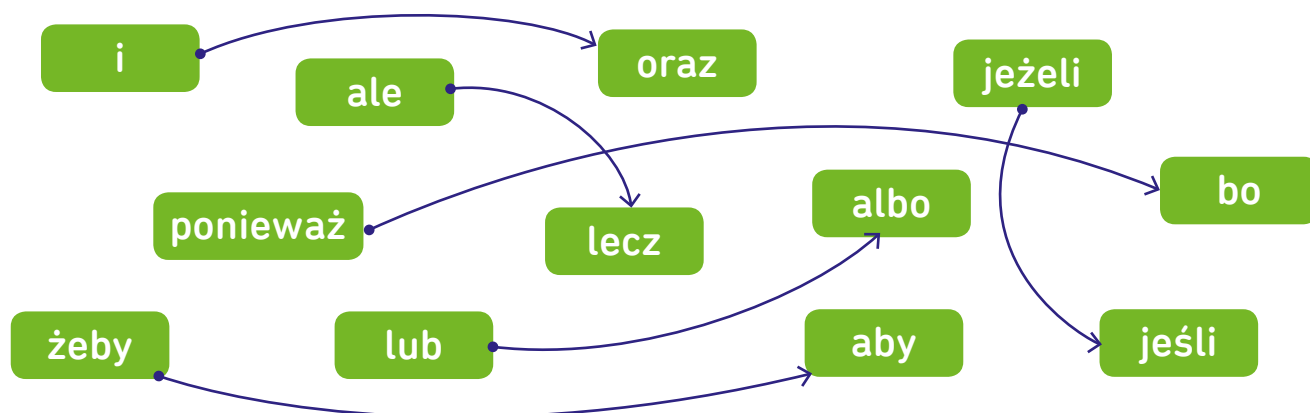 i
oraz
jeżeli
ale
bo
albo
ponieważ
lecz
żeby
lub
aby
jeśli